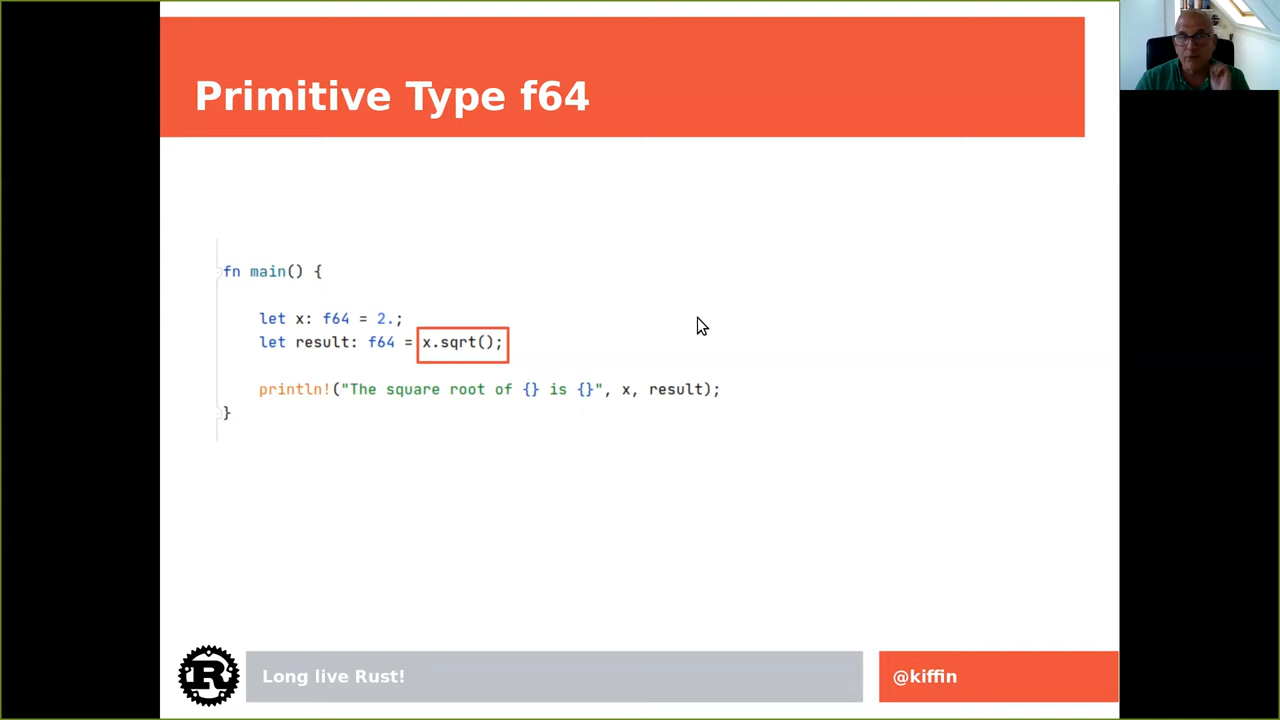 Primitive Type f64
fn main() {
let x: f64 = 2.;
let result: f64 = x.sqrt();
println!("The square root of {} is {}", x, result);
}
R
Long live Rust!
@kiffin